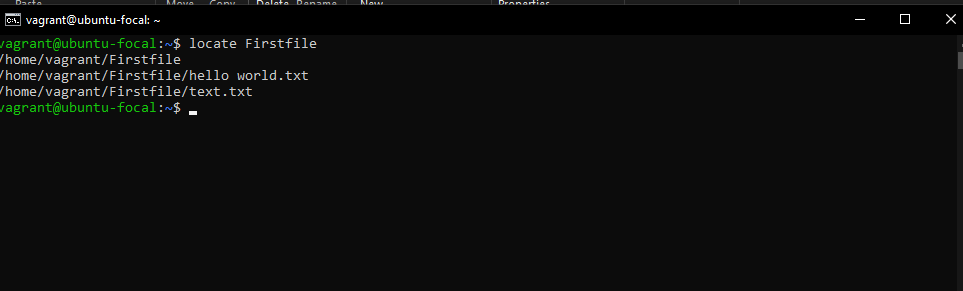 Paste Move Copy Delete Rename New Properties
vagrant@ubuntu-focal: ~
vagrant@ubuntu-focal:~$ locate Firstfile
/home/vagrant/Firstfile
/home/vagrant/Firstfile/hello world.txt
/home/vagrant/Firstfile/text.txt
vagrant@ubuntu-focal:~$